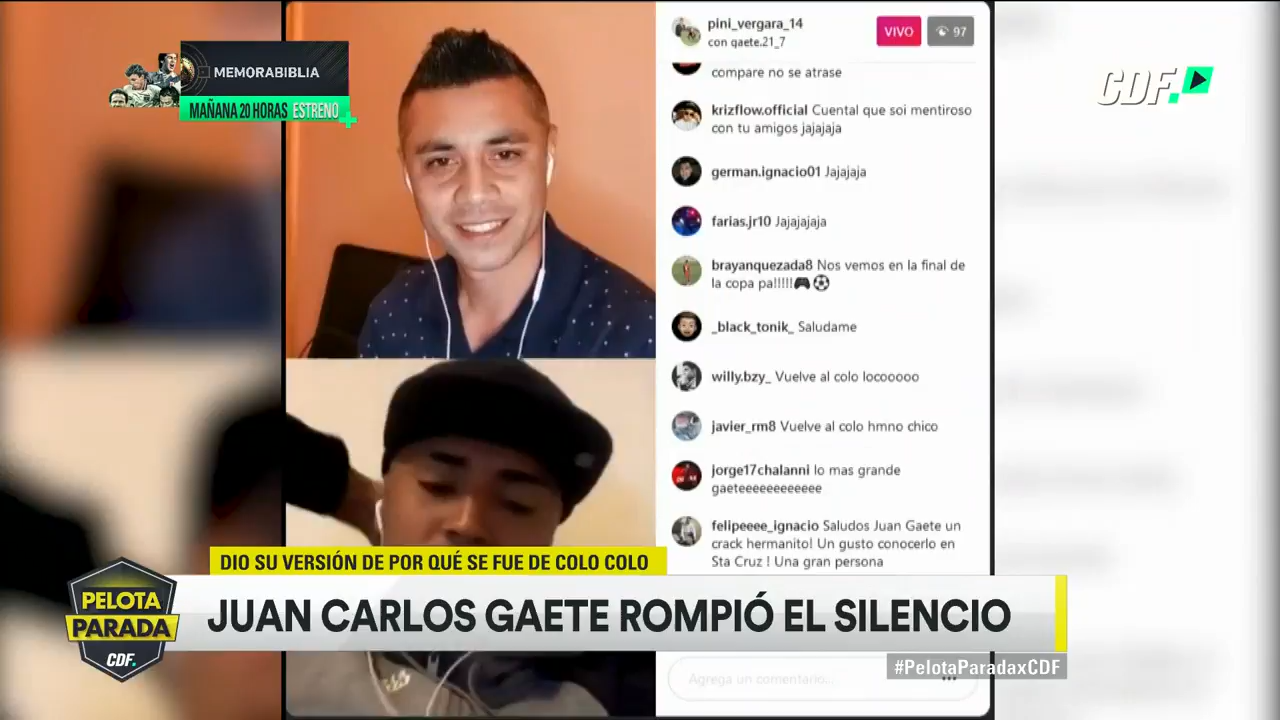 MEMORABIBLIA
MAÑANA 20 HORAS ESTRENO
CDF.
pini_vergara_14
con gaete.21_7
VIVO
97
compare no se atrase
krizflow.official Cuental que soi mentiroso
con tu amigos jajajaja
german.ignacio01 Jajajaja
farias.jr10 Jajajajaja
brayanquezada8 Nos vemos en la final de
la copa pa!!!!!🎮⚽
_black_tonik_ Saludame
willy.bzy_ Vuelve al colo locooooo
javier_rm8 Vuelve al colo hmno chico
jorge17chalanni lo mas grande
gaeteeeeeeeeeeee
felipeeee_ignacio Saludos Juan Gaete un
crack hermanito! Un gusto conocerlo en
Sta Cruz ! Una gran persona
DIO SU VERSIÓN DE POR QUÉ SE FUE DE COLO COLO
PELOTA
PARADA
CDF.
JUAN CARLOS GAETE ROMPIÓ EL SILENCIO
#PelotaParadaxCDF
Agrega un comentario...